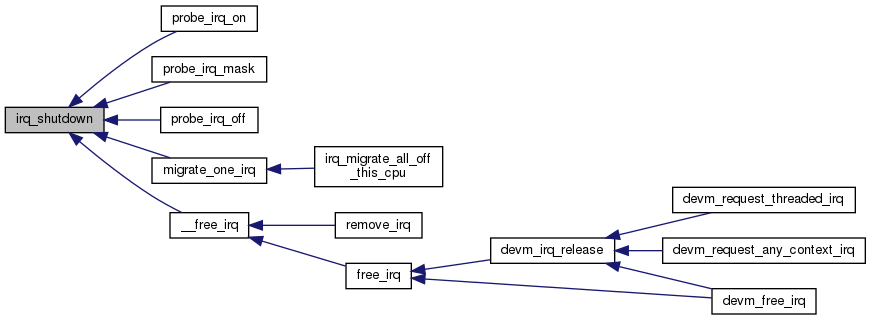 probe_irq_on
probe_irq_mask
irq_shutdown
probe_irq_off
migrate_one_irq
irq_migrate_all_off
_this_cpu
__free_irq
remove_irq
free_irq
devm_irq_release
devm_request_threaded_irq
devm_request_any_context_irq
devm_free_irq